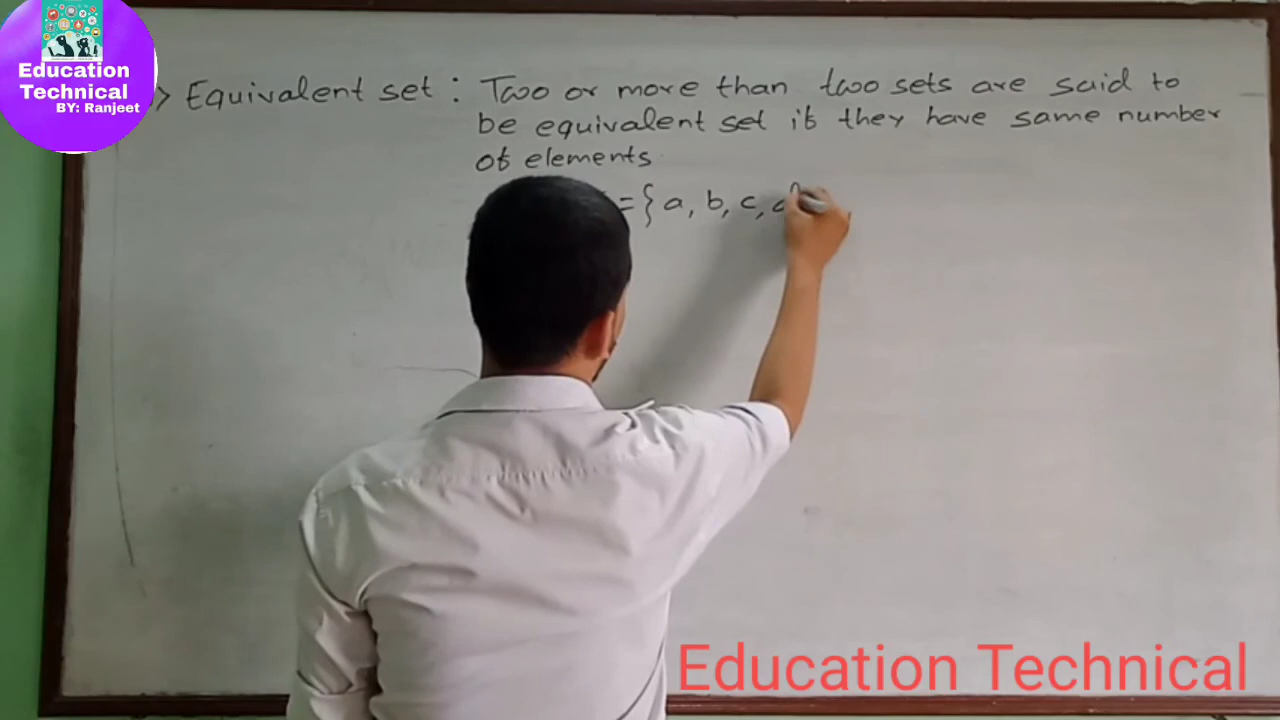 Education
Technical
BY: Ranjeet
Equivalent set : Two or more than two sets are said to
be equivalent set if they have same number
of elements
= { a, b, c,
Education Technical